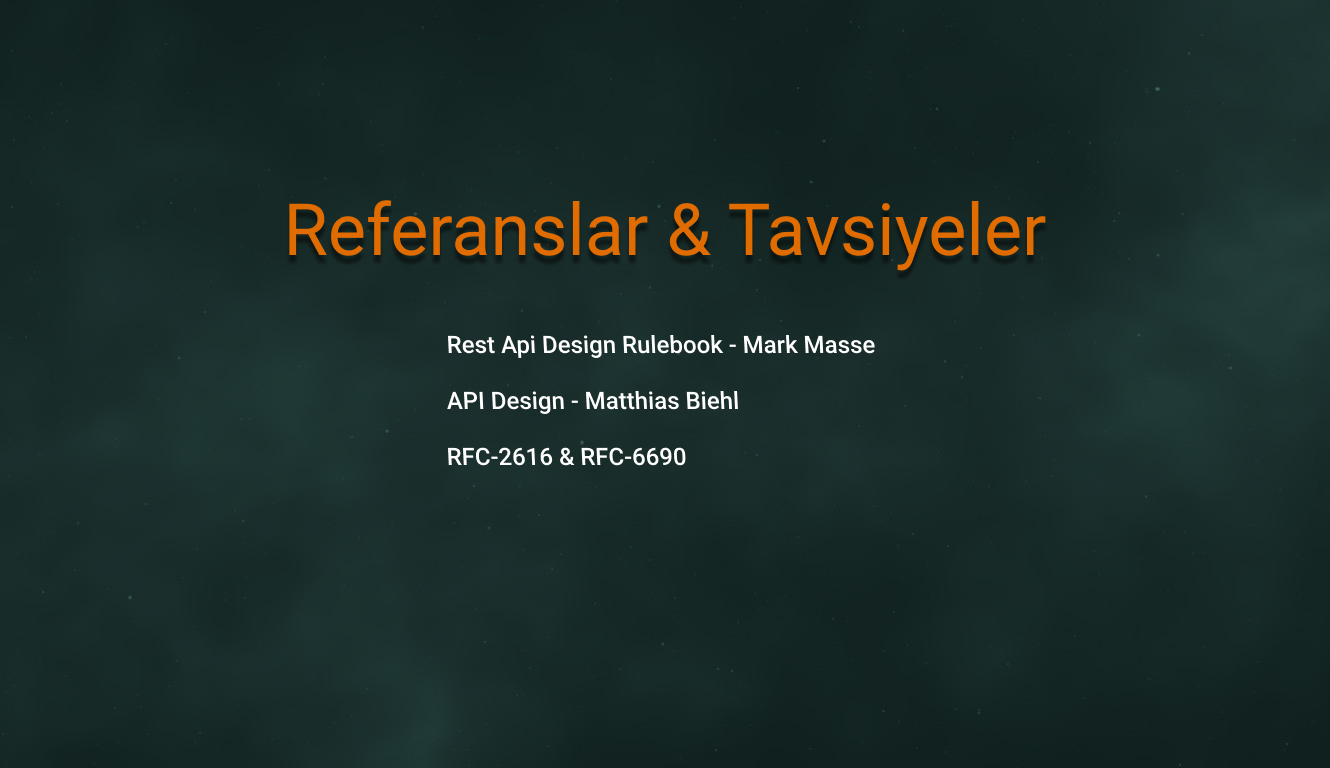 Referanslar & Tavsiyeler
Rest Api Design Rulebook - Mark Masse
API Design - Matthias Biehl
RFC-2616 & RFC-6690